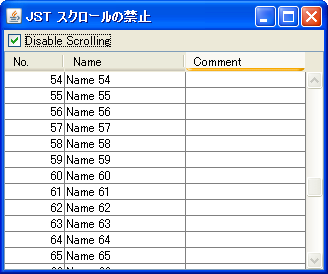 JST スクロールの禁止
Disable Scrolling
No. Name Comment
54 Name 54
55 Name 55
56 Name 56
57 Name 57
58 Name 58
59 Name 59
60 Name 60
61 Name 61
62 Name 62
63 Name 63
64 Name 64
65 Name 65